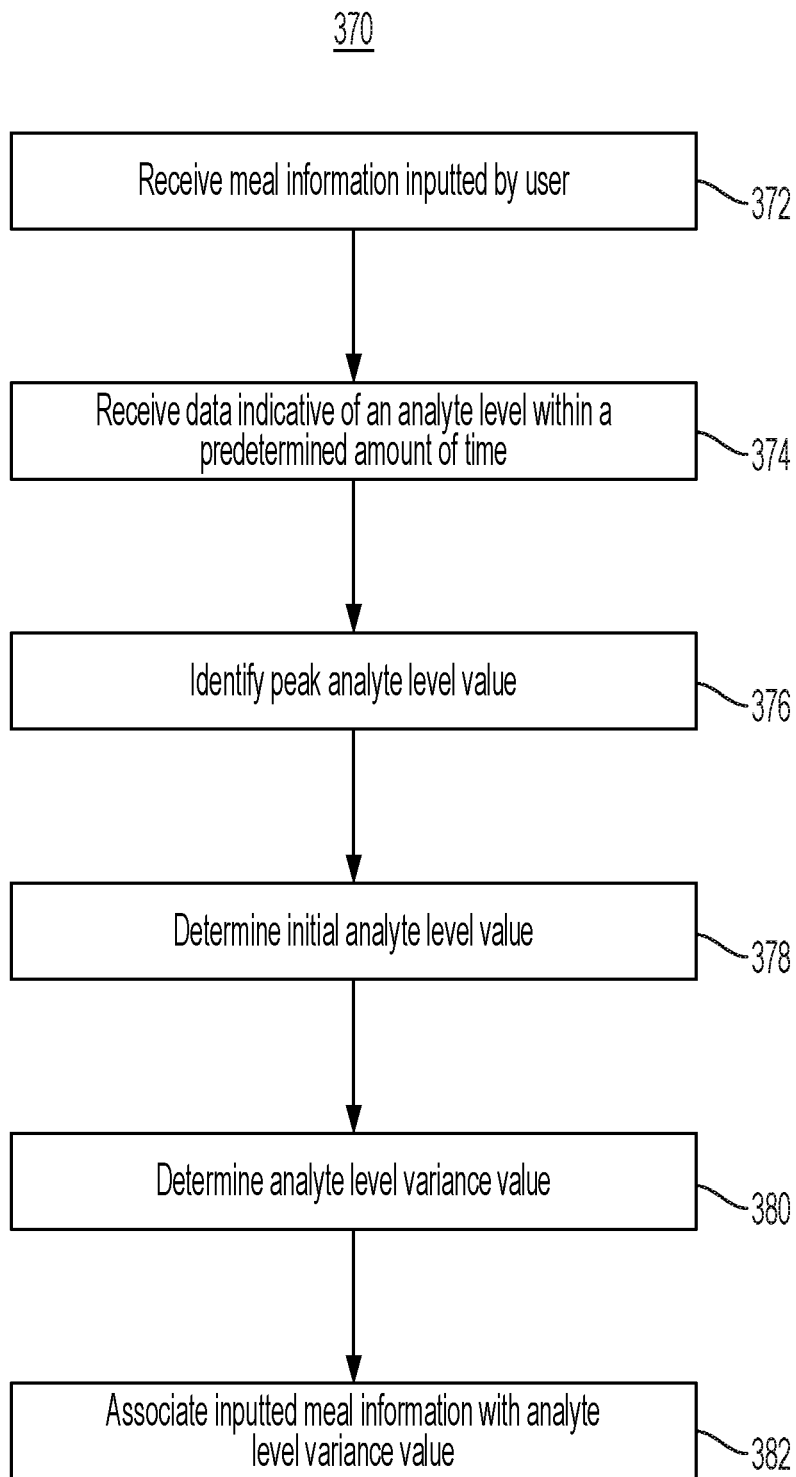 370
Receive meal information inputted by user
372
Receive data indicative of an analyte level within a
predetermined amount of time
374
Identify peak analyte level value
376
Determine initial analyte level value
378
Determine analyte level variance value
380
Associate inputted meal information with analyte
level variance value
382